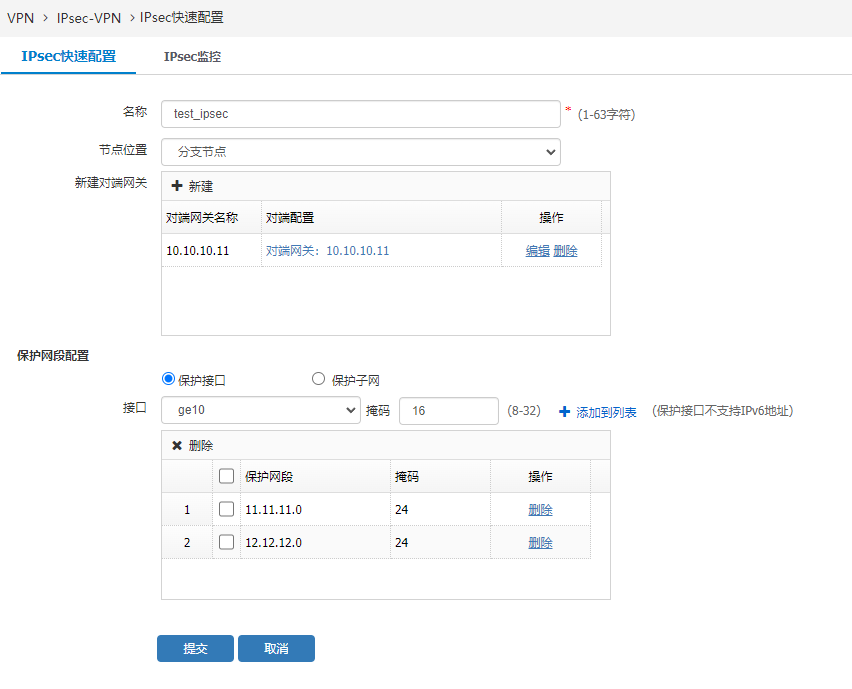 VPN > IPsec-VPN > IPsec快速配置
IPsec快速配置 IPsec监控
名称 test_ipsec * (1-63字符)
节点位置 分支节点
新建对端网关 新建
对端网关名称 对端配置 操作
10.10.10.11 对端网关：10.10.10.11 编辑 删除
保护网段配置
保护接口 保护子网
接口 ge10 掩码 16 (8-32) 添加到列表 (保护接口不支持IPv6地址)
删除
保护网段 掩码 操作
1 11.11.11.0 24 删除
2 12.12.12.0 24 删除
提交 取消